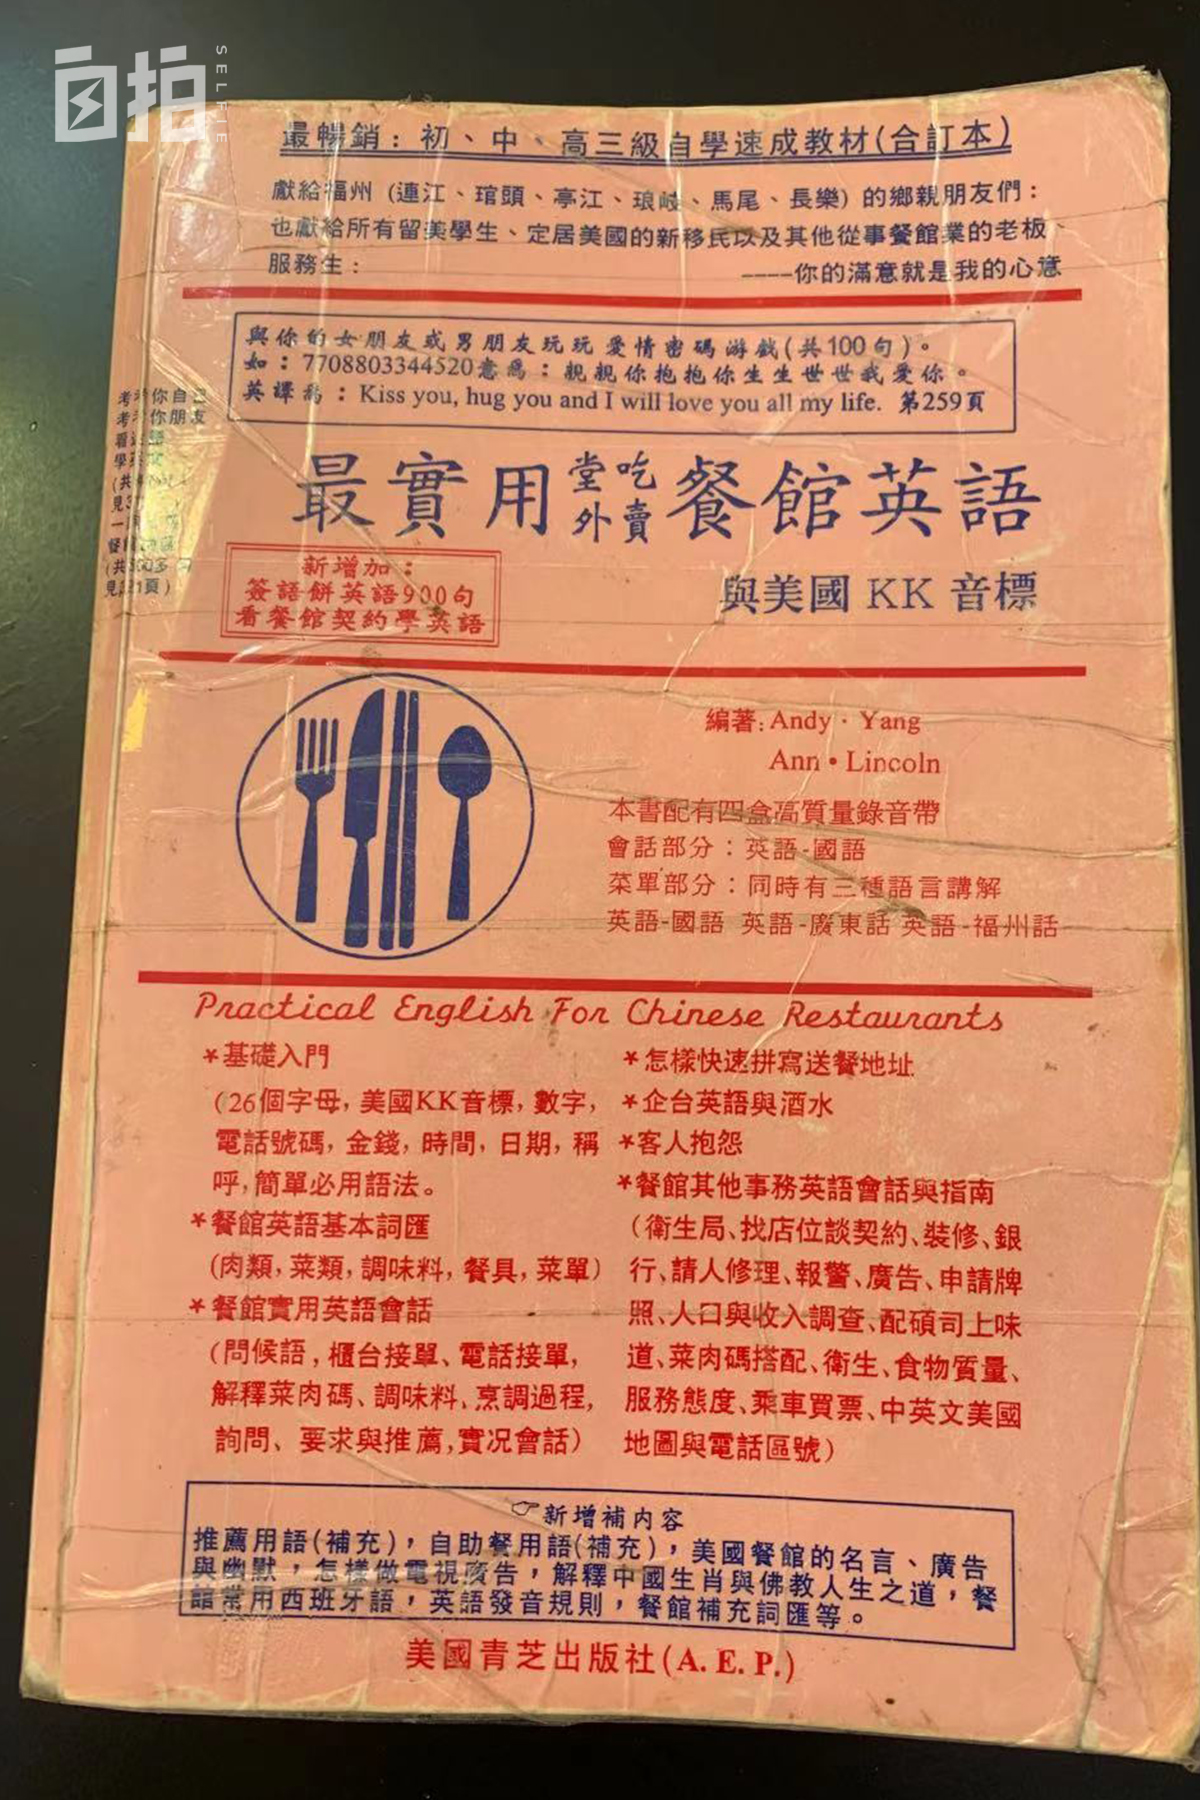 自拍
SELFIE
最暢銷：初、中、高三級自學速成教材(合訂本)
獻給福州（連江、琯頭、亭江、琅岐、馬尾、長樂）的鄉親朋友們：
也獻給所有留美學生、定居美國的新移民以及其他從事餐館業的老板、
服務生：
----你的滿意就是我的心意
與你的女朋友或男朋友玩玩愛情密碼游戲(共100句)。
如：7708803344520意爲：親親你抱抱你生生世世我愛你。
英譯爲：Kiss you, hug you and I will love you all my life. 第259頁
最實用堂吃外賣餐館英語
與美國 KK 音標
新增加：
簽語餅英語900句
看餐館契約學英語
編著: Andy · Yang
Ann • Lincoln
本書配有四盒高質量錄音帶
會話部分：英語-國語
菜單部分：同時有三種語言講解
英語-國語 英語-廣東話 英語-福州話
Practical English For Chinese Restaurants
*基礎入門
（26個字母, 美國KK音標, 數字,
電話號碼, 金錢, 時間, 日期, 稱
呼, 簡單必用語法。
*餐館英語基本詞匯
(肉類, 菜類, 調味料, 餐具, 菜單)
*餐館實用英語會話
(問候語, 櫃台接單、電話接單,
解釋菜肉碼、調味料、烹調過程,
詢問、要求與推薦, 實況會話)
*怎樣快速拼寫送餐地址
*企台英語與酒水
*客人抱怨
*餐館其他事務英語會話與指南
(衛生局、找店位談契約、裝修、銀
行、請人修理、報警、廣告、申請牌
照、人口與收入調查、配碩司上味
道、菜肉碼搭配、衛生、食物質量、
服務態度、乘車買票、中英文美國
地圖與電話區號)
☞新增補内容
推薦用語(補充)，自助餐用語(補充)，美國餐館的名言、廣告
與幽默，怎樣做電視廣告，解釋中國生肖與佛教人生之道，餐
館常用西班牙語，英語發音規則，餐館補充詞匯等。
美國青芝出版社(A. E. P.)